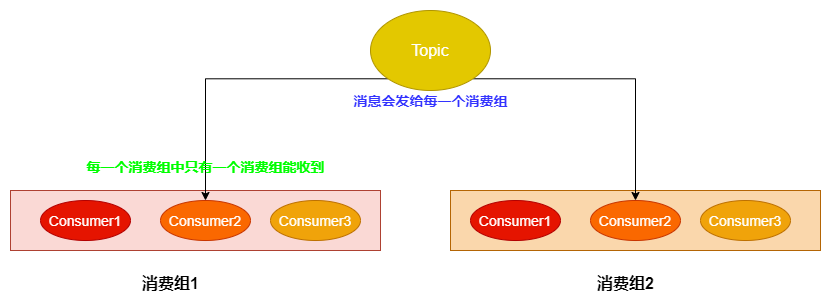 Topic
消息会发给每一个消费组
每一个消费组中只有一个消费组能收到
Consumer1
Consumer2
Consumer3
Consumer1
Consumer2
Consumer3
消费组1
消费组2